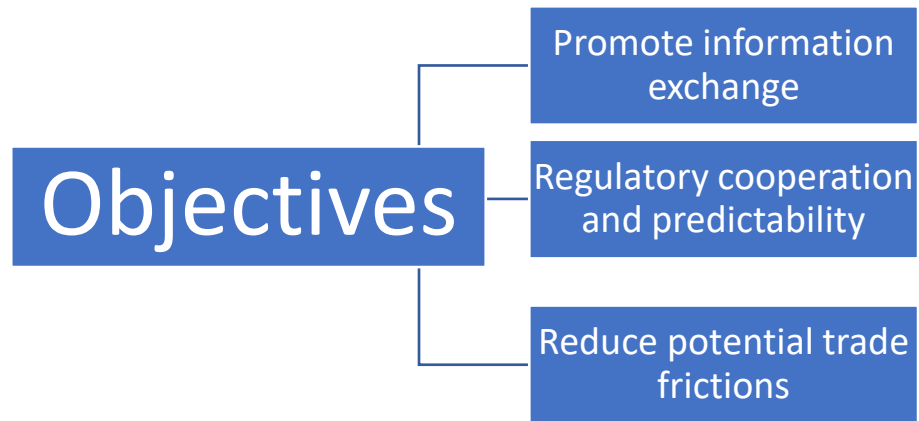 Objectives
Promote information
exchange
Regulatory cooperation
and predictability
Reduce potential trade
frictions